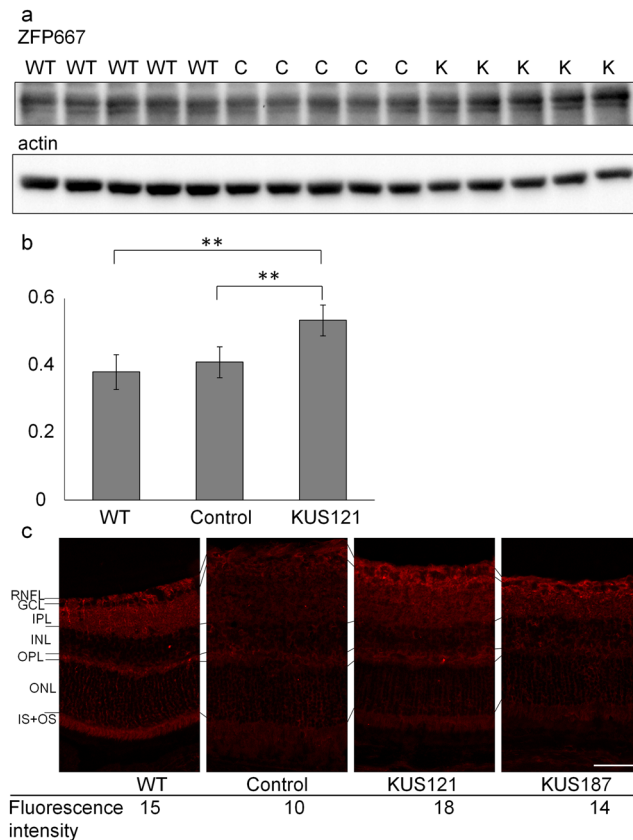 a
ZFP667
WT WT WT WT WT C C C C C K K K K K
actin
b
**
**
0.6
0.4
0.2
0
WT Control KUS121
c
RNFL
GCL
IPL
INL
OPL
ONL
IS+OS
WT Control KUS121 KUS187
Fluorescence 15 10 18 14
intensity